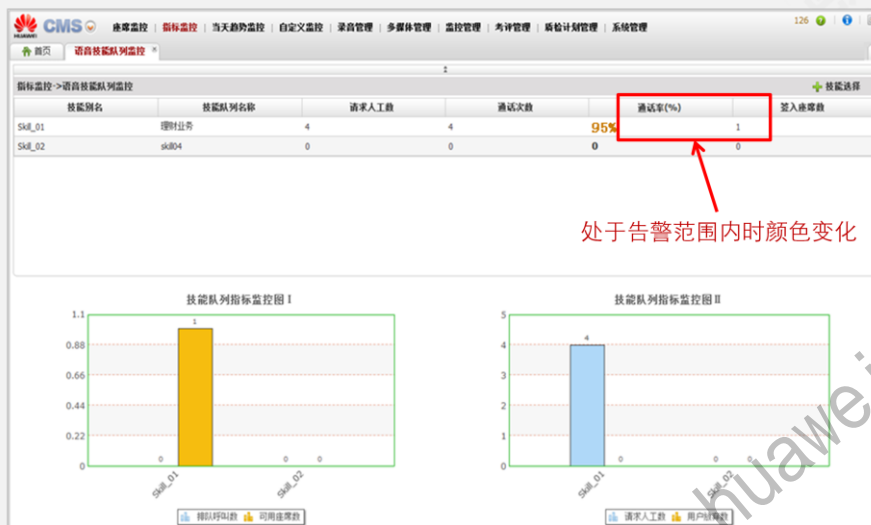 HUAWEI CMS 座席监控 | 指标监控 | 当天趋势监控 | 自定义监控 | 录音管理 | 多媒体管理 | 监控管理 | 考评管理 | 质检计划管理 | 系统管理 126
首页 语音技能队列监控
指标监控->语音技能队列监控 技能选择
技能别名 技能队列名称 请求人工数 通话次数 通话率(%) 签入座席数
Skill_01 理财业务 4 4 95% 1
Skill_02 skill04 0 0 0 0
处于告警范围内时颜色变化
技能队列指标监控图 I 技能队列指标监控图 II
1.1 5
1 4
0.88 4
0.66 3
0.44 2
0.22 1
0 0 0 0 0 0 0
0 0
Skill_01 Skill_02 Skill_01 Skill_02
排队呼叫数 可用座席数 请求人工数
huawei